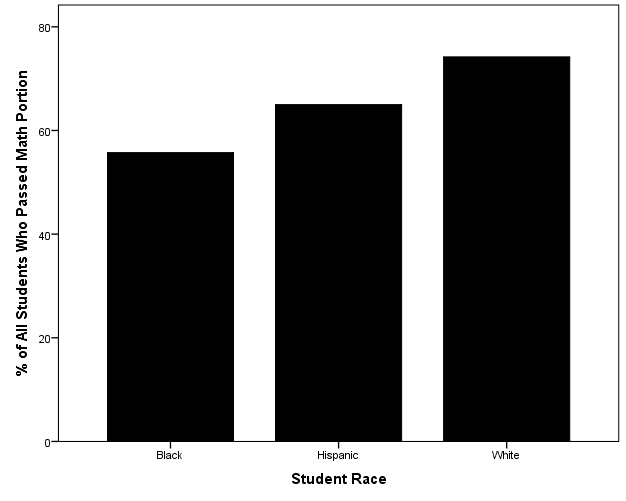 % of All Students Who Passed Math Portion
80
60
40
20
0
Black
Hispanic
White
Student Race